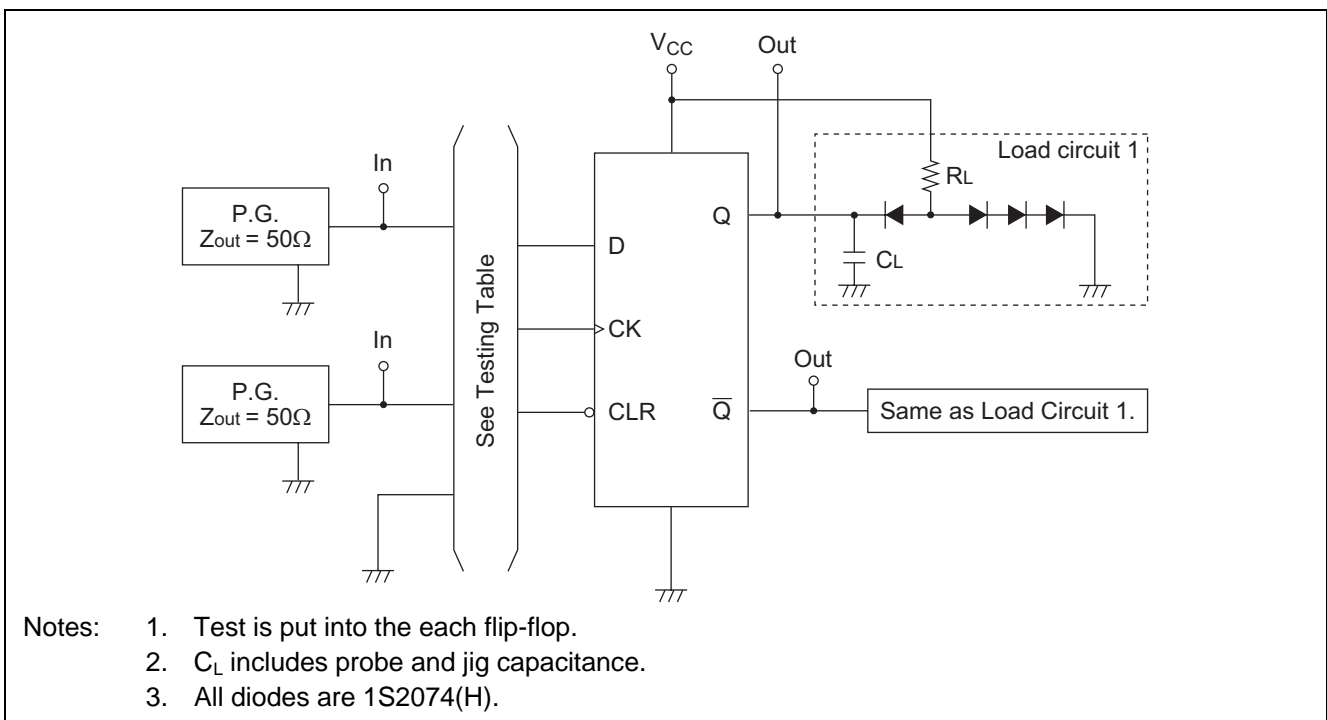 VCC
Out
Load circuit 1
RL
In
P.G.
Zout = 50Ω
Q
D
CL
See Testing Table
CK
In
P.G.
Zout = 50Ω
Out
CLR
Q̅
Same as Load Circuit 1.
Notes: 1. Test is put into the each flip-flop.
2. CL includes probe and jig capacitance.
3. All diodes are 1S2074(H).